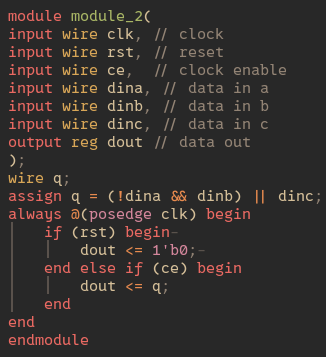 module module_2(
input wire clk, // clock
input wire rst, // reset
input wire ce,  // clock enable
input wire dina, // data in a
input wire dinb, // data in b
input wire dinc, // data in c
output reg dout // data out
);
wire q;
assign q = (!dina && dinb) || dinc;
always @(posedge clk) begin
    if (rst) begin-
        dout <= 1'b0;-
    end else if (ce) begin
        dout <= q;
    end
end
endmodule